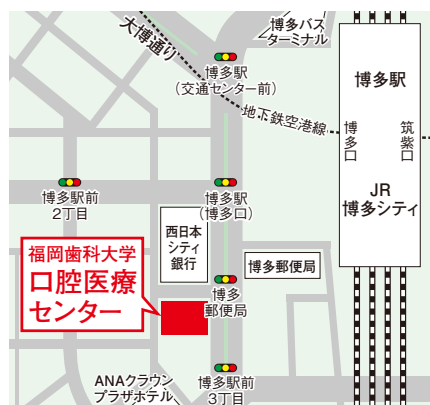 大博通り
博多バス
ターミナル
博多駅
(交通センター前)
地下鉄空港線
博多駅
博多口
筑紫口
JR
博多シティ
博多駅前
2丁目
博多駅
(博多口)
西日本
シティ
銀行
博多郵便局
福岡歯科大学
口腔医療
センター
博多
郵便局
ANAクラウン
プラザホテル
博多駅前
3丁目